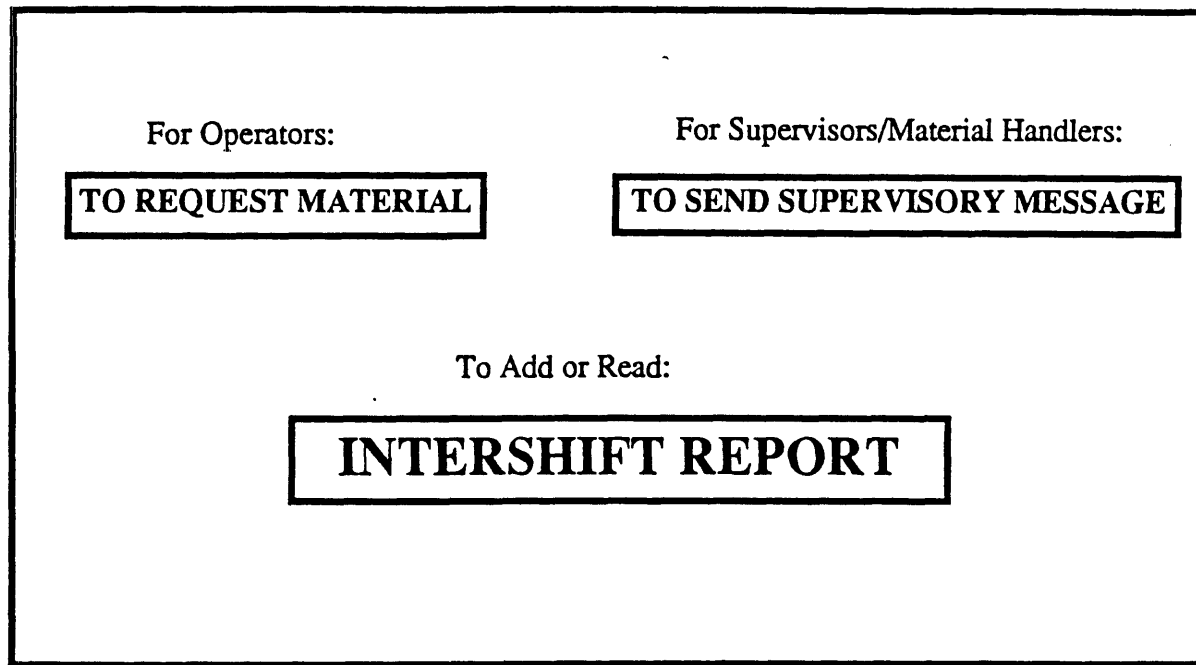 For Operators:
TO REQUEST MATERIAL
For Supervisors/Material Handlers:
TO SEND SUPERVISORY MESSAGE
To Add or Read:
INTERSHIFT REPORT